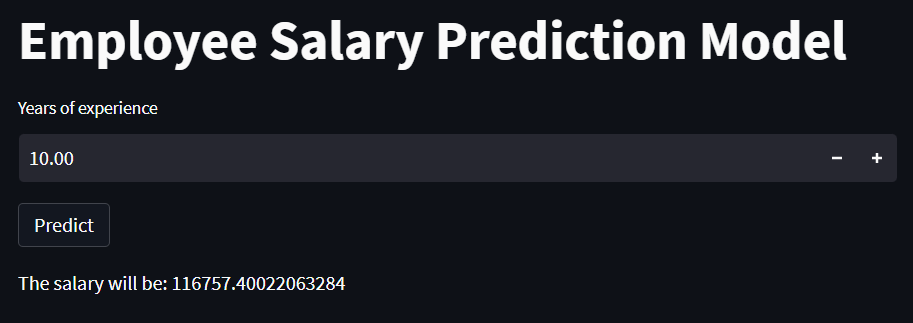 Employee Salary Prediction Model
Years of experience
10.00
Predict
The salary will be: 116757.40022063284